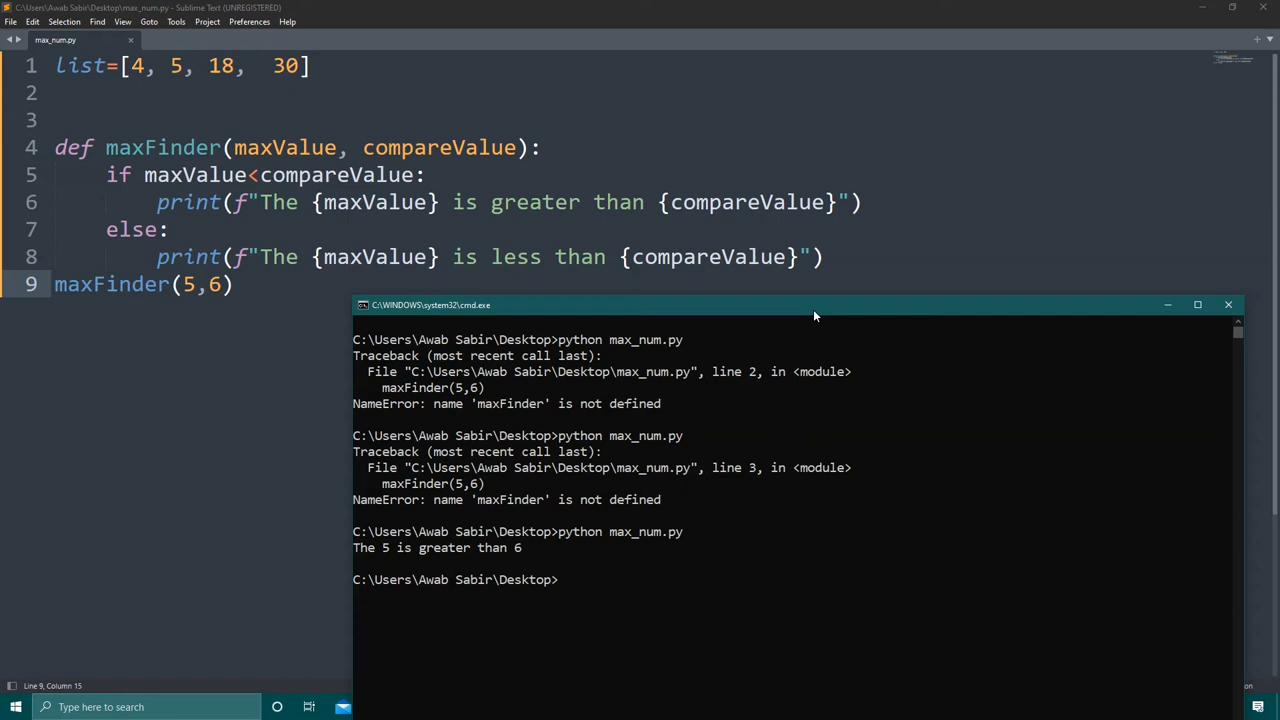 C:\Users\Awab Sabir\Desktop\max_num.py - Sublime Text (UNREGISTERED)
File Edit Selection Find View Goto Tools Project Preferences Help
max_num.py
1 list=[4, 5, 18,  30]
2
3
4 def maxFinder(maxValue, compareValue):
5     if maxValue<compareValue:
6         print(f"The {maxValue} is greater than {compareValue}")
7     else:
8         print(f"The {maxValue} is less than {compareValue}")
9 maxFinder(5,6)
C:\WINDOWS\system32\cmd.exe
C:\Users\Awab Sabir\Desktop>python max_num.py
Traceback (most recent call last):
  File "C:\Users\Awab Sabir\Desktop\max_num.py", line 2, in <module>
    maxFinder(5,6)
NameError: name 'maxFinder' is not defined
C:\Users\Awab Sabir\Desktop>python max_num.py
Traceback (most recent call last):
  File "C:\Users\Awab Sabir\Desktop\max_num.py", line 3, in <module>
    maxFinder(5,6)
NameError: name 'maxFinder' is not defined
C:\Users\Awab Sabir\Desktop>python max_num.py
The 5 is greater than 6
C:\Users\Awab Sabir\Desktop>
Line 9, Column 15
Type here to search